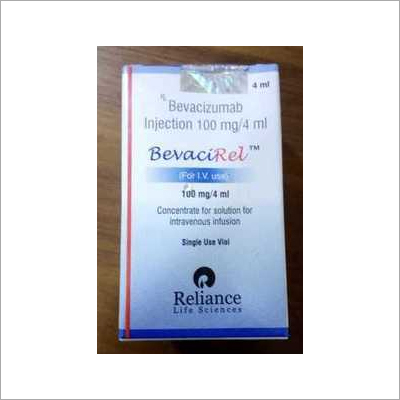 4 ml
℞ Bevacizumab
Injection 100 mg/4 ml
BevaciRel™
(For I.V. use)
100 mg/4 ml
Concentrate for solution for
intravenous infusion
Single Use Vial
Reliance
Life Sciences